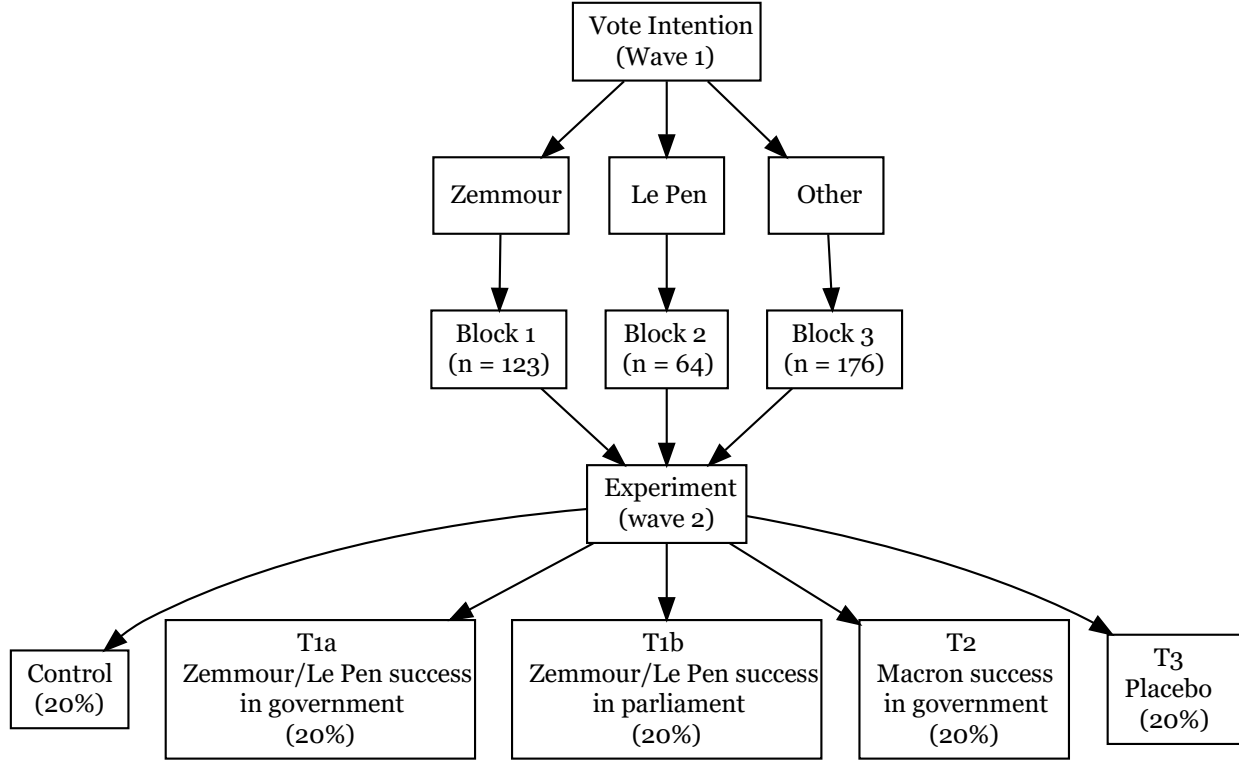 Vote Intention
(Wave 1)
Zemmour
Le Pen
Other
Block 1
(n = 123)
Block 2
(n = 64)
Block 3
(n = 176)
Experiment
(wave 2)
Control
(20%)
T1a
Zemmour/Le Pen success
in government
(20%)
T1b
Zemmour/Le Pen success
in parliament
(20%)
T2
Macron success
in government
(20%)
T3
Placebo
(20%)